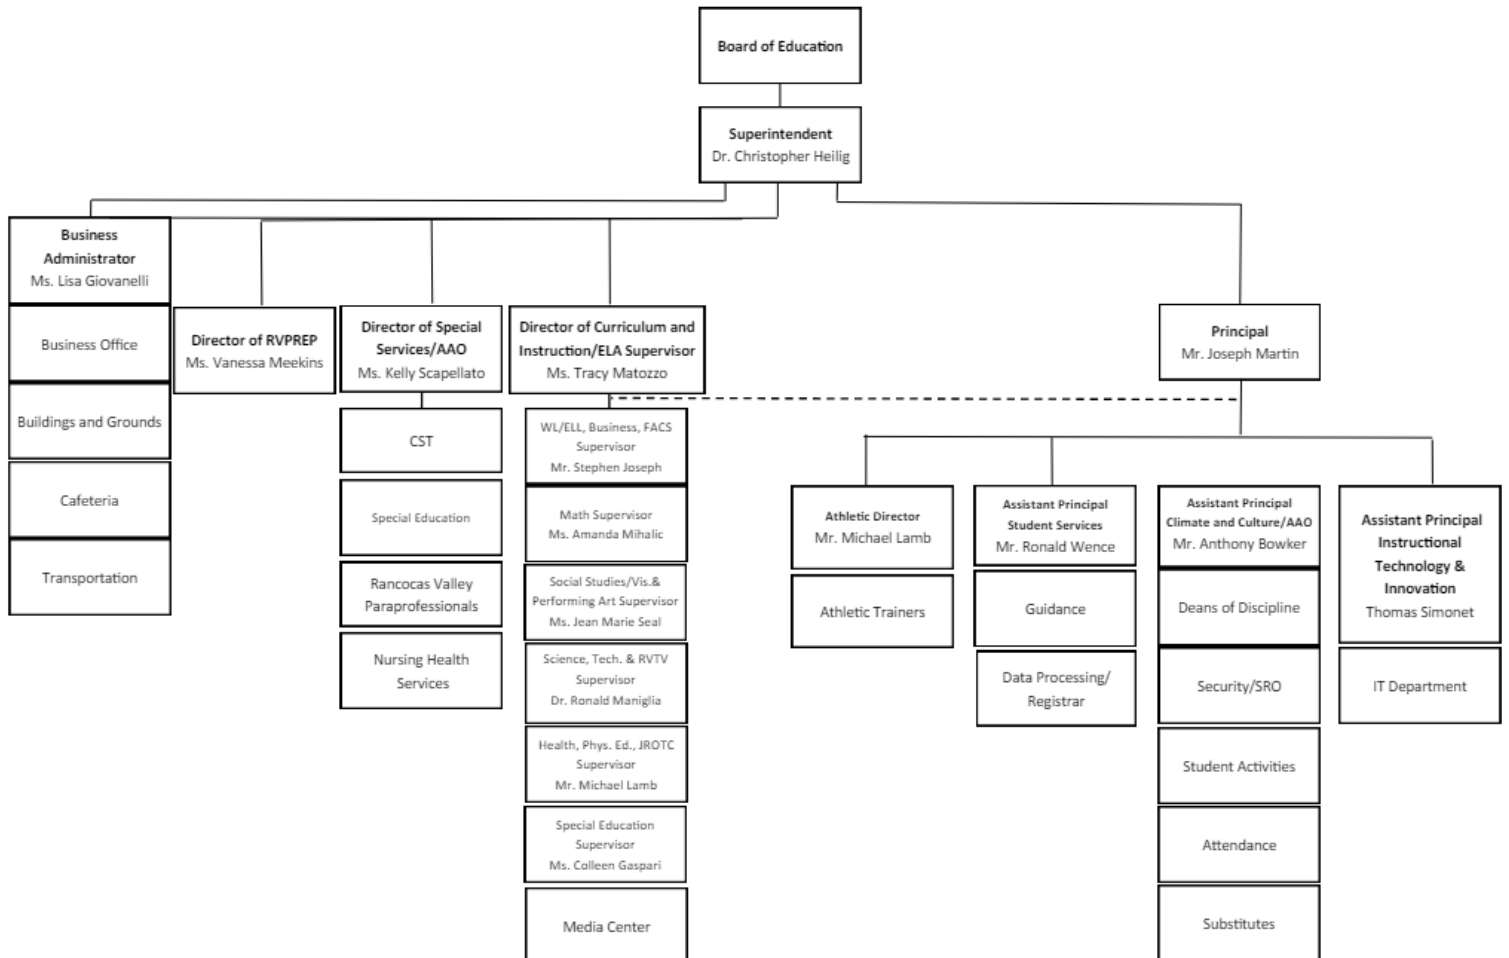 Board of Education
Superintendent
Dr. Christopher Heilig
Business
Administrator
Ms. Lisa Giovanelli
Business Office
Buildings and Grounds
Cafeteria
Transportation
Director of RVPREP
Ms. Vanessa Meekins
Director of Special
Services/AAO
Ms. Kelly Scapellato
CST
Special Education
Rancocas Valley
Paraprofessionals
Nursing Health
Services
Director of Curriculum and
Instruction/ELA Supervisor
Ms. Tracy Matozzo
WL/ELL, Business, FACS
Supervisor
Mr. Stephen Joseph
Math Supervisor
Ms. Amanda Mihalic
Social Studies/Vis.&
Performing Art Supervisor
Ms. Jean Marie Seal
Science, Tech. & RVTV
Supervisor
Dr. Ronald Maniglia
Health, Phys. Ed., JROTC
Supervisor
Mr. Michael Lamb
Special Education
Supervisor
Ms. Colleen Gaspari
Media Center
Principal
Mr. Joseph Martin
Athletic Director
Mr. Michael Lamb
Athletic Trainers
Assistant Principal
Student Services
Mr. Ronald Wence
Guidance
Data Processing/
Registrar
Assistant Principal
Climate and Culture/AAO
Mr. Anthony Bowker
Deans of Discipline
Security/SRO
Student Activities
Attendance
Substitutes
Assistant Principal
Instructional
Technology &
Innovation
Thomas Simonet
IT Department